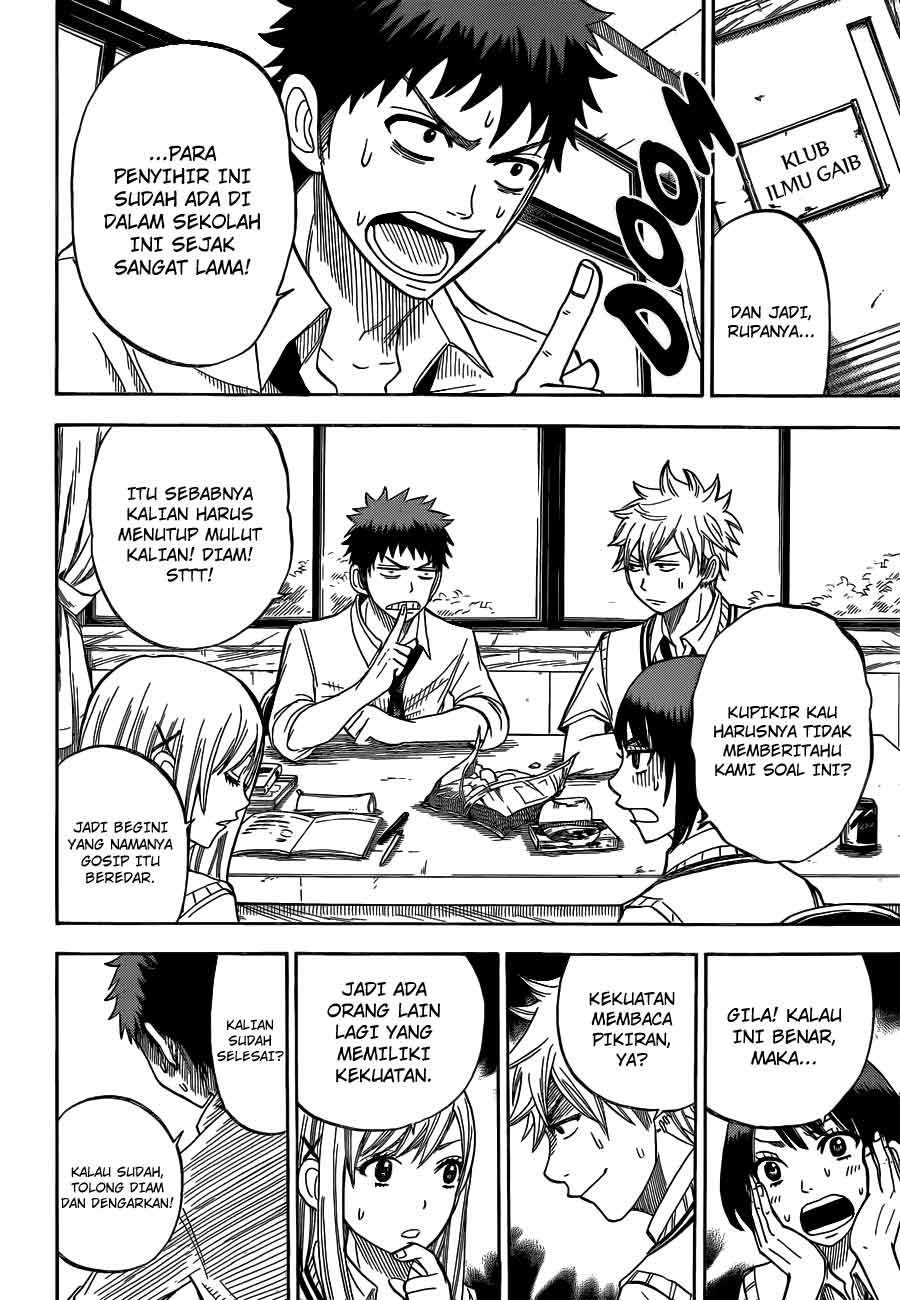 KLUB
ILMU GAIB
DAN JADI,
RUPANYA...
DOOOM
...PARA
PENYIHIR INI
SUDAH ADA DI
DALAM SEKOLAH
INI SEJAK
SANGAT LAMA!
KUPIKIR KAU
HARUSNYA TIDAK
MEMBERITAHU
KAMI SOAL INI?
ITU SEBABNYA
KALIAN HARUS
MENUTUP MULUT
KALIAN! DIAM!
STTT!
JADI BEGINI
YANG NAMANYA
GOSIP ITU
BEREDAR.
GILA! KALAU
INI BENAR,
MAKA...
KEKUATAN
MEMBACA
PIKIRAN,
YA?
JADI ADA
ORANG LAIN
LAGI YANG
MEMILIKI
KEKUATAN.
KALIAN
SUDAH
SELESAI?
KALAU SUDAH,
TOLONG DIAM
DAN DENGARKAN!